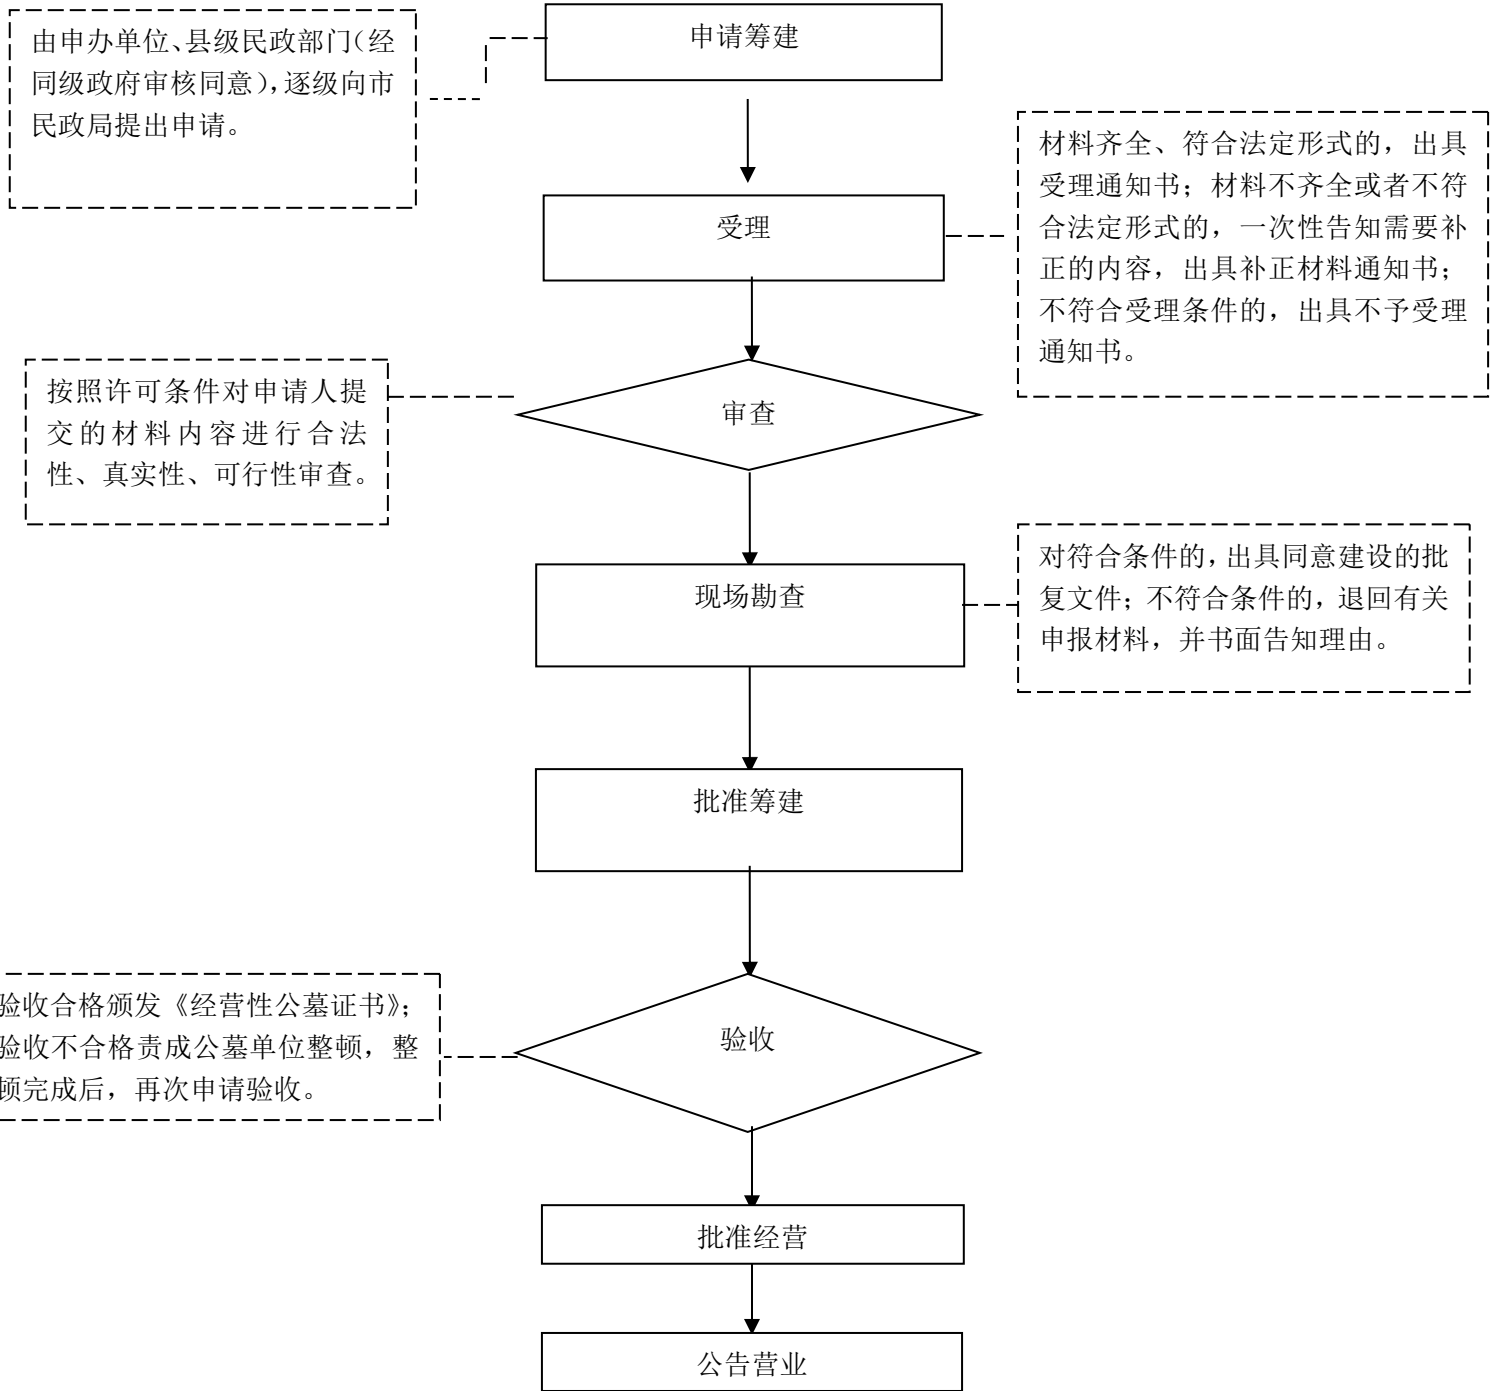 申请筹建
由申办单位、县级民政部门（经
同级政府审核同意），逐级向市
民政局提出申请。
受理
材料齐全、符合法定形式的，出具
受理通知书；材料不齐全或者不符
合法定形式的，一次性告知需要补
正的内容，出具补正材料通知书；
不符合受理条件的，出具不予受理
通知书。
审查
按照许可条件对申请人提
交的材料内容进行合法
性、真实性、可行性审查。
现场勘查
对符合条件的，出具同意建设的批
复文件；不符合条件的，退回有关
申报材料，并书面告知理由。
批准筹建
验收
验收合格颁发《经营性公墓证书》；
验收不合格责成公墓单位整顿，整
顿完成后，再次申请验收。
批准经营
公告营业